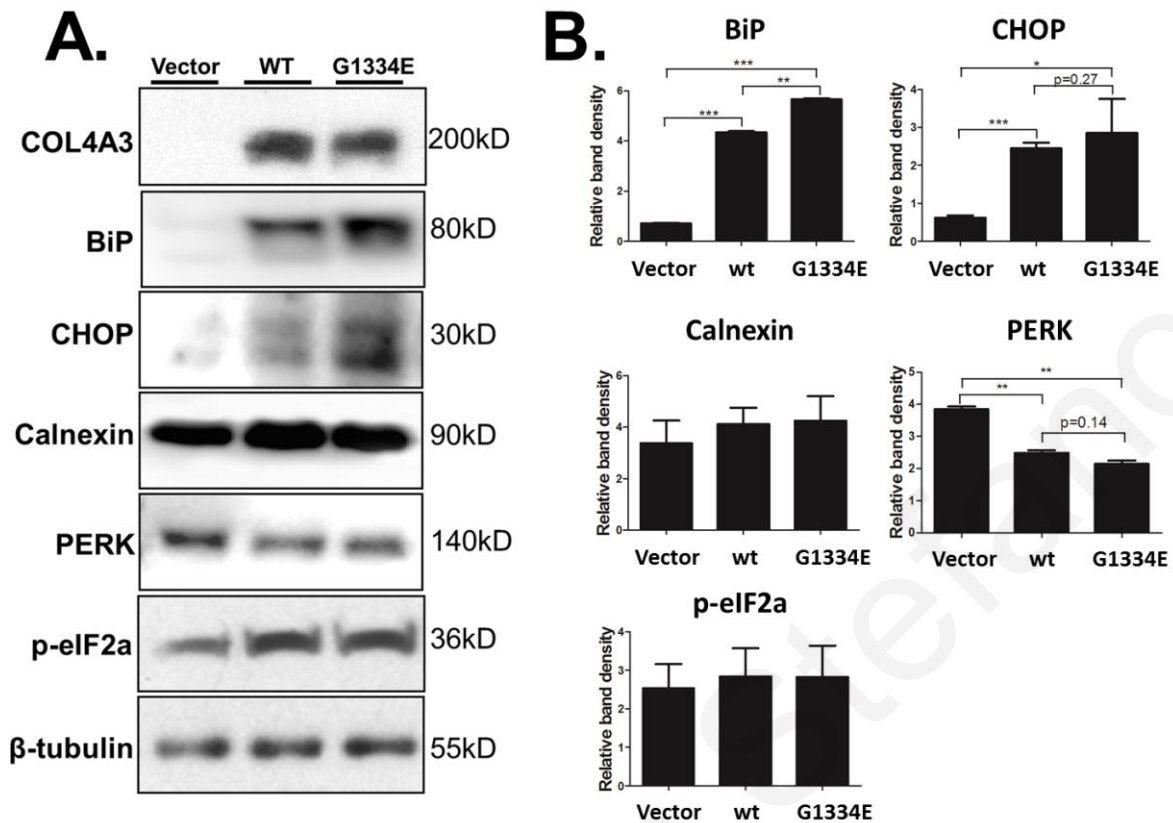 A.
Vector WT G1334E
COL4A3 200kD
BiP 80kD
CHOP 30kD
Calnexin 90kD
PERK 140kD
p-eIF2a 36kD
β-tubulin 55kD
B.
BiP
Relative band density
6
4
2
0
***
**
***
Vector wt G1334E
CHOP
Relative band density
4
3
2
1
0
*
p=0.27
***
Vector wt G1334E
Calnexin
Relative band density
6
4
2
0
Vector wt G1334E
PERK
Relative band density
5
4
3
2
1
0
**
**
p=0.14
Vector wt G1334E
p-eIF2a
Relative band density
4
3
2
1
0
Vector wt G1334E